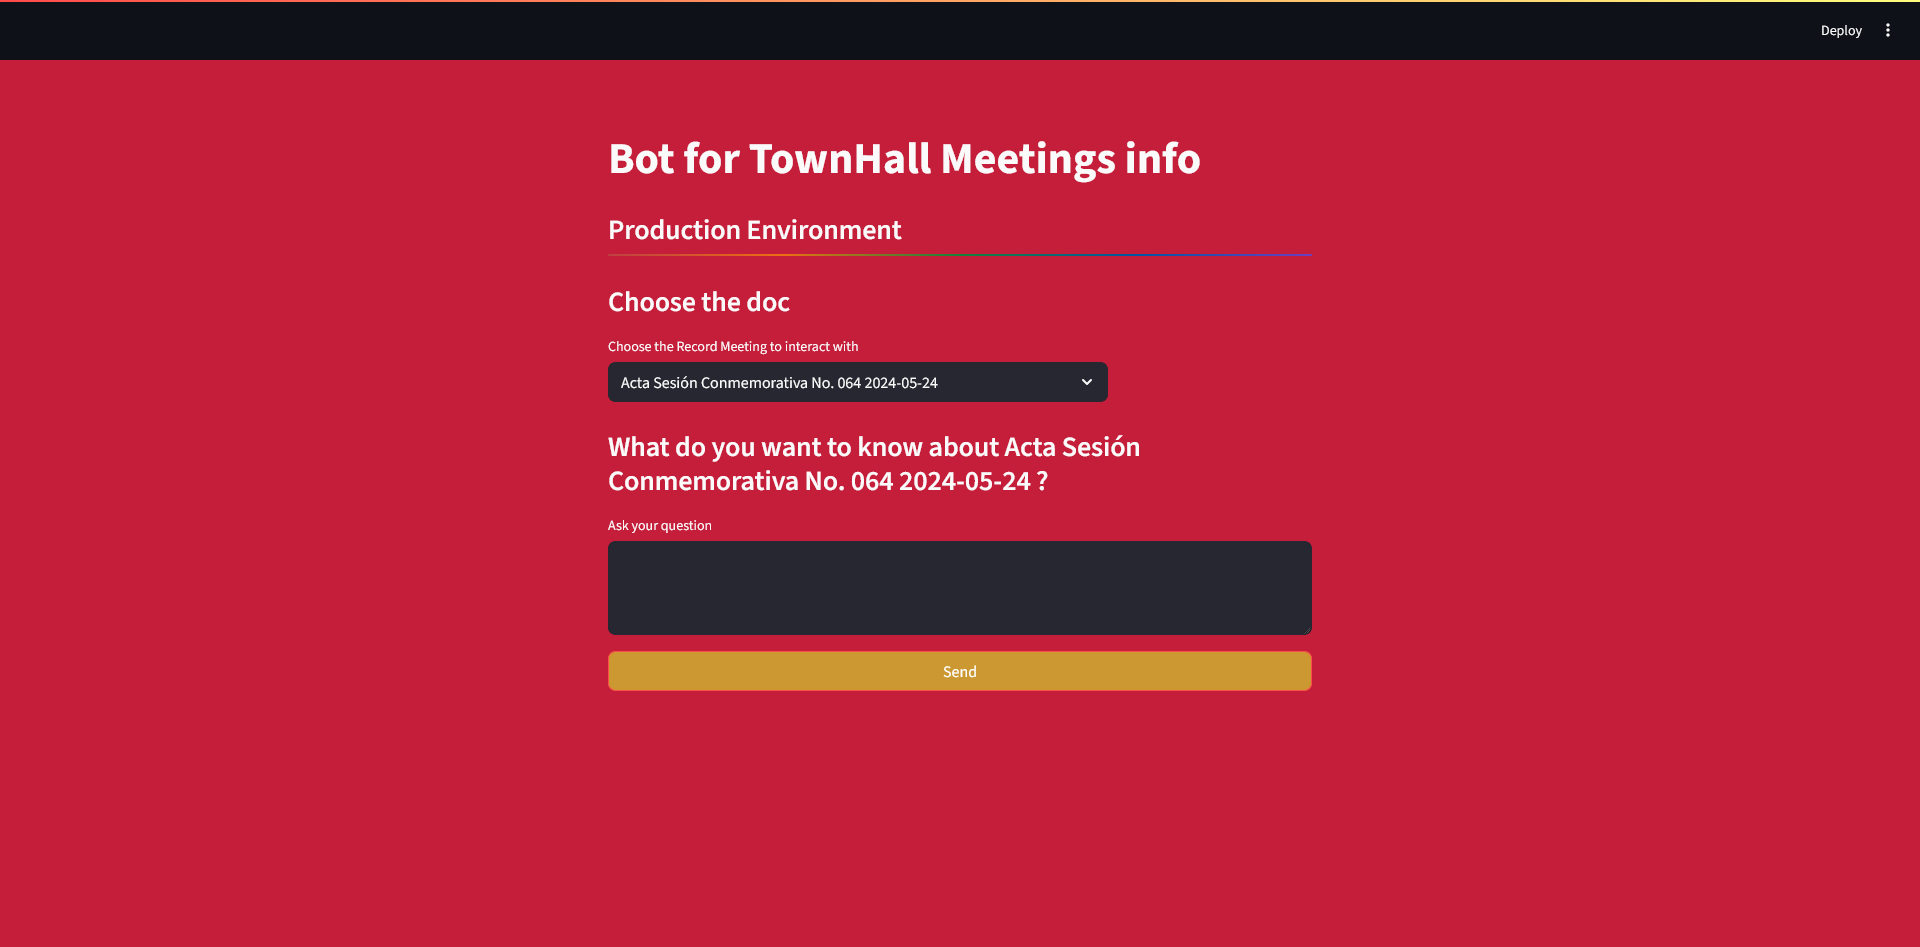 Deploy
Bot for TownHall Meetings info
Production Environment
Choose the doc
Choose the Record Meeting to interact with
Acta Sesión Conmemorativa No. 064 2024-05-24
What do you want to know about Acta Sesión
Conmemorativa No. 064 2024-05-24 ?
Ask your question
Send